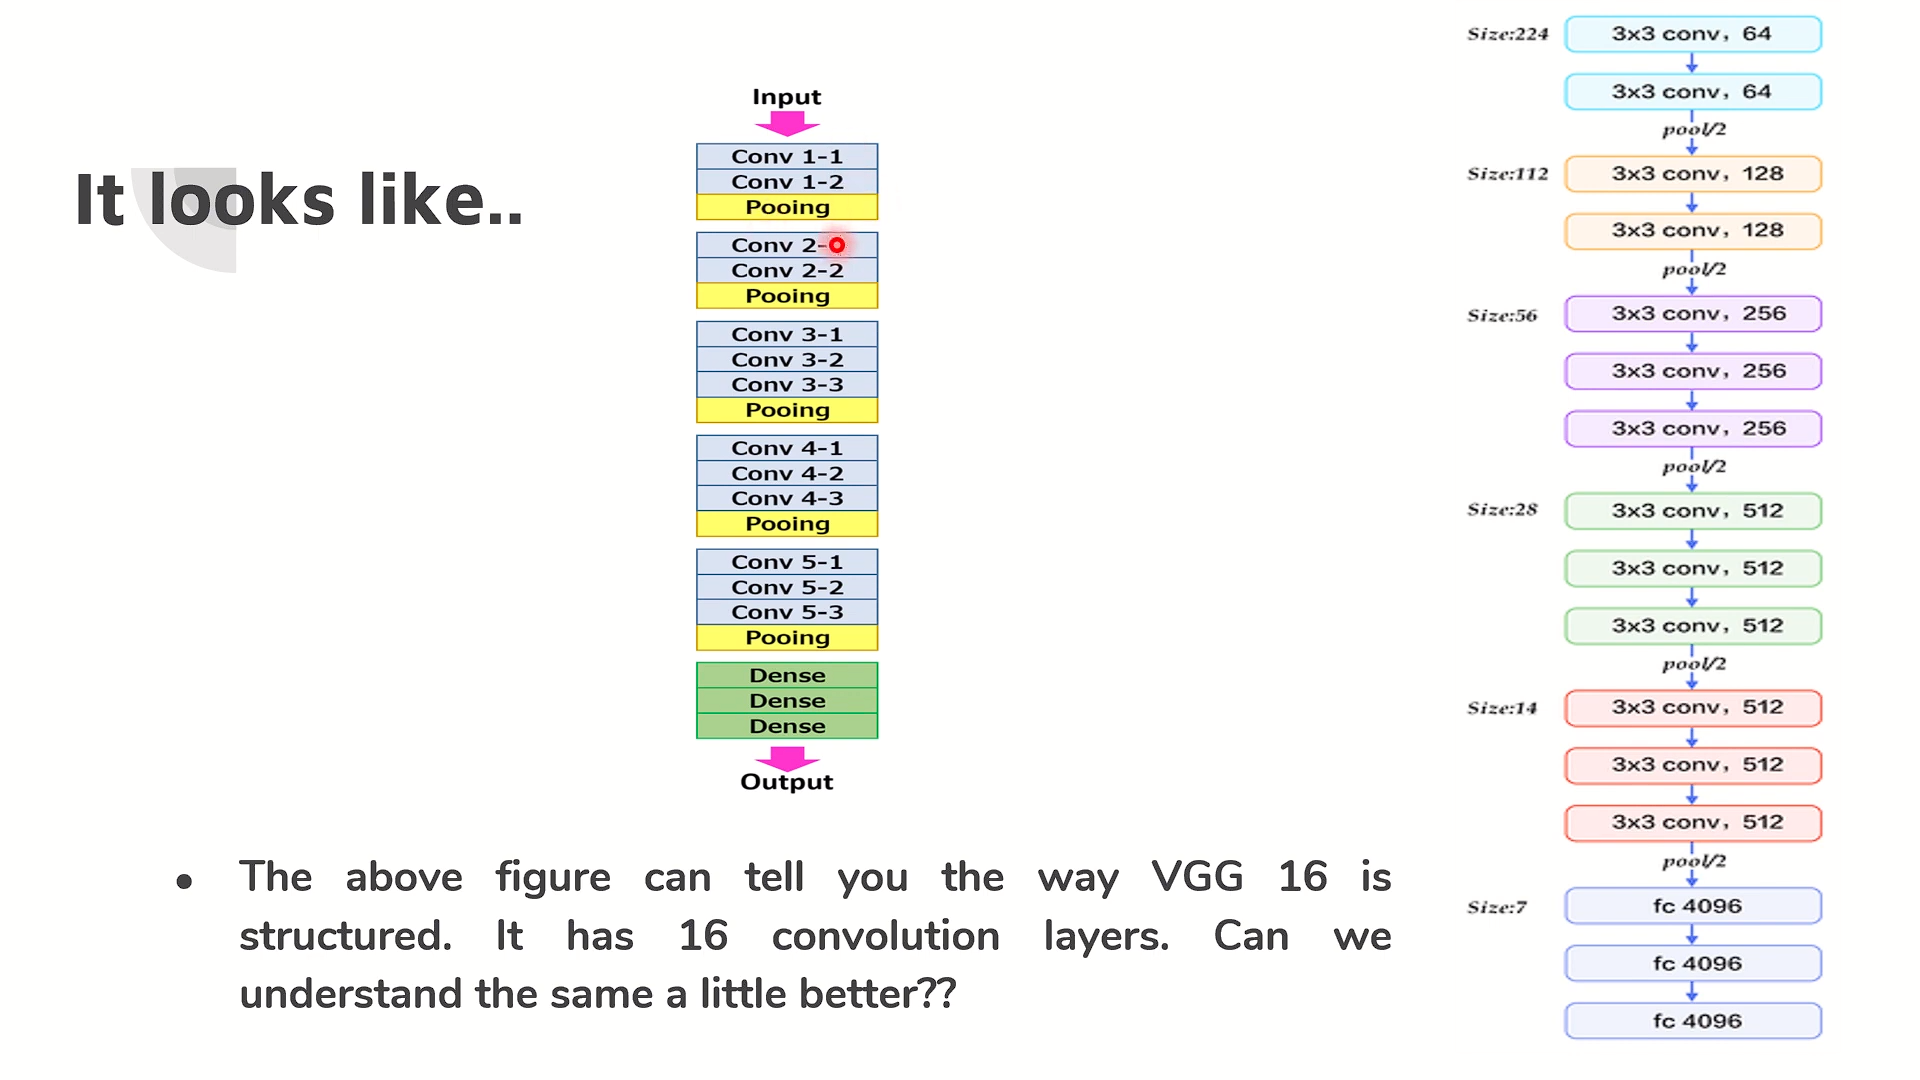 It looks like..
Input
Conv 1-1
Conv 1-2
Pooing
Conv 2-
Conv 2-2
Pooing
Conv 3-1
Conv 3-2
Conv 3-3
Pooing
Conv 4-1
Conv 4-2
Conv 4-3
Pooing
Conv 5-1
Conv 5-2
Conv 5-3
Pooing
Dense
Dense
Dense
Output
The above figure can tell you the way VGG 16 is
structured. It has 16 convolution layers. Can we
understand the same a little better??
Size:224
3x3 conv, 64
3x3 conv, 64
pool/2
Size:112
3x3 conv, 128
3x3 conv, 128
pool/2
Size:56
3x3 conv, 256
3x3 conv, 256
3x3 conv, 256
pool/2
Size:28
3x3 conv, 512
3x3 conv, 512
3x3 conv, 512
pool/2
Size:14
3x3 conv, 512
3x3 conv, 512
3x3 conv, 512
pool/2
Size:7
fc 4096
fc 4096
fc 4096